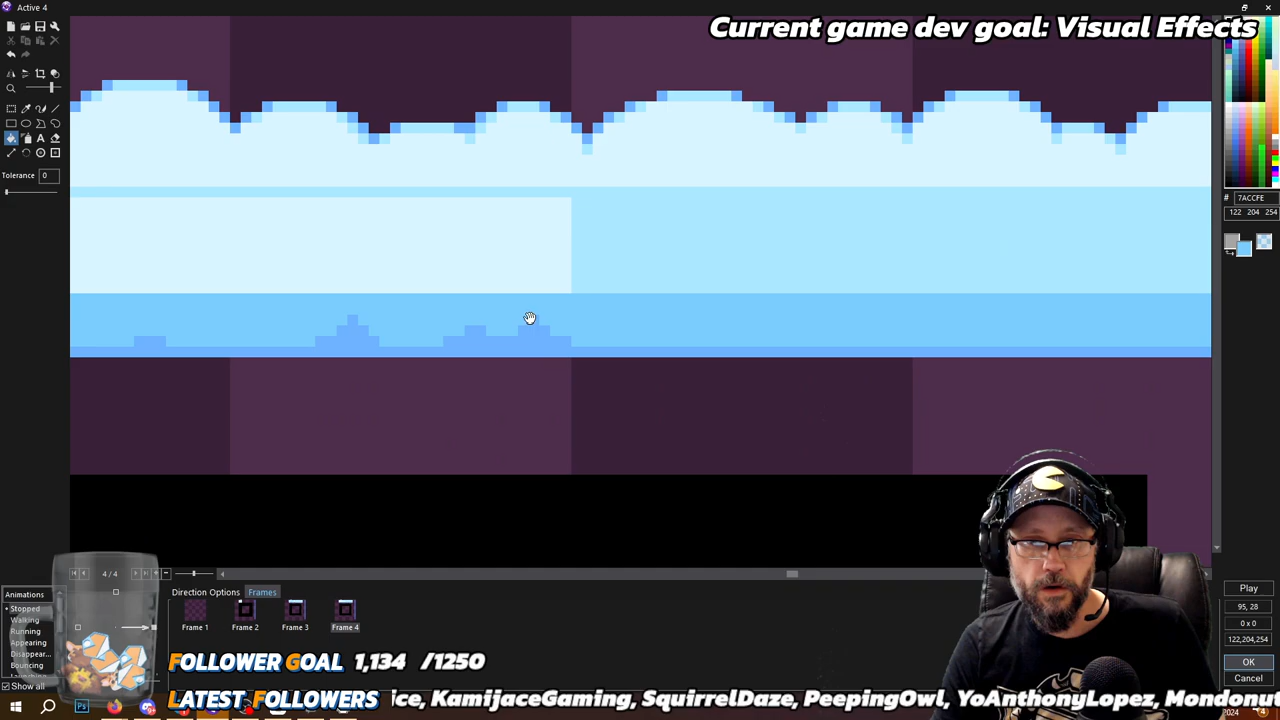 Active 4
Current game dev goal: Visual Effects
Tolerance 0
# 7ACCFE
122 204 254
4/4
Direction Options Frames
Animations
Stopped
Walking
Running
Appearing
Disappear...
Bouncing
Show all
Frame 1 Frame 2 Frame 3 Frame 4
Play
95, 28
0 x 0
122,204,254
OK
Cancel
FOLLOWER GOAL 1,134 /1250
LATEST FOLLOWERS ice, KamijaceGaming, SquirrelDaze, PeepingOwl, YoAnthonyLopez, Mondon
2024